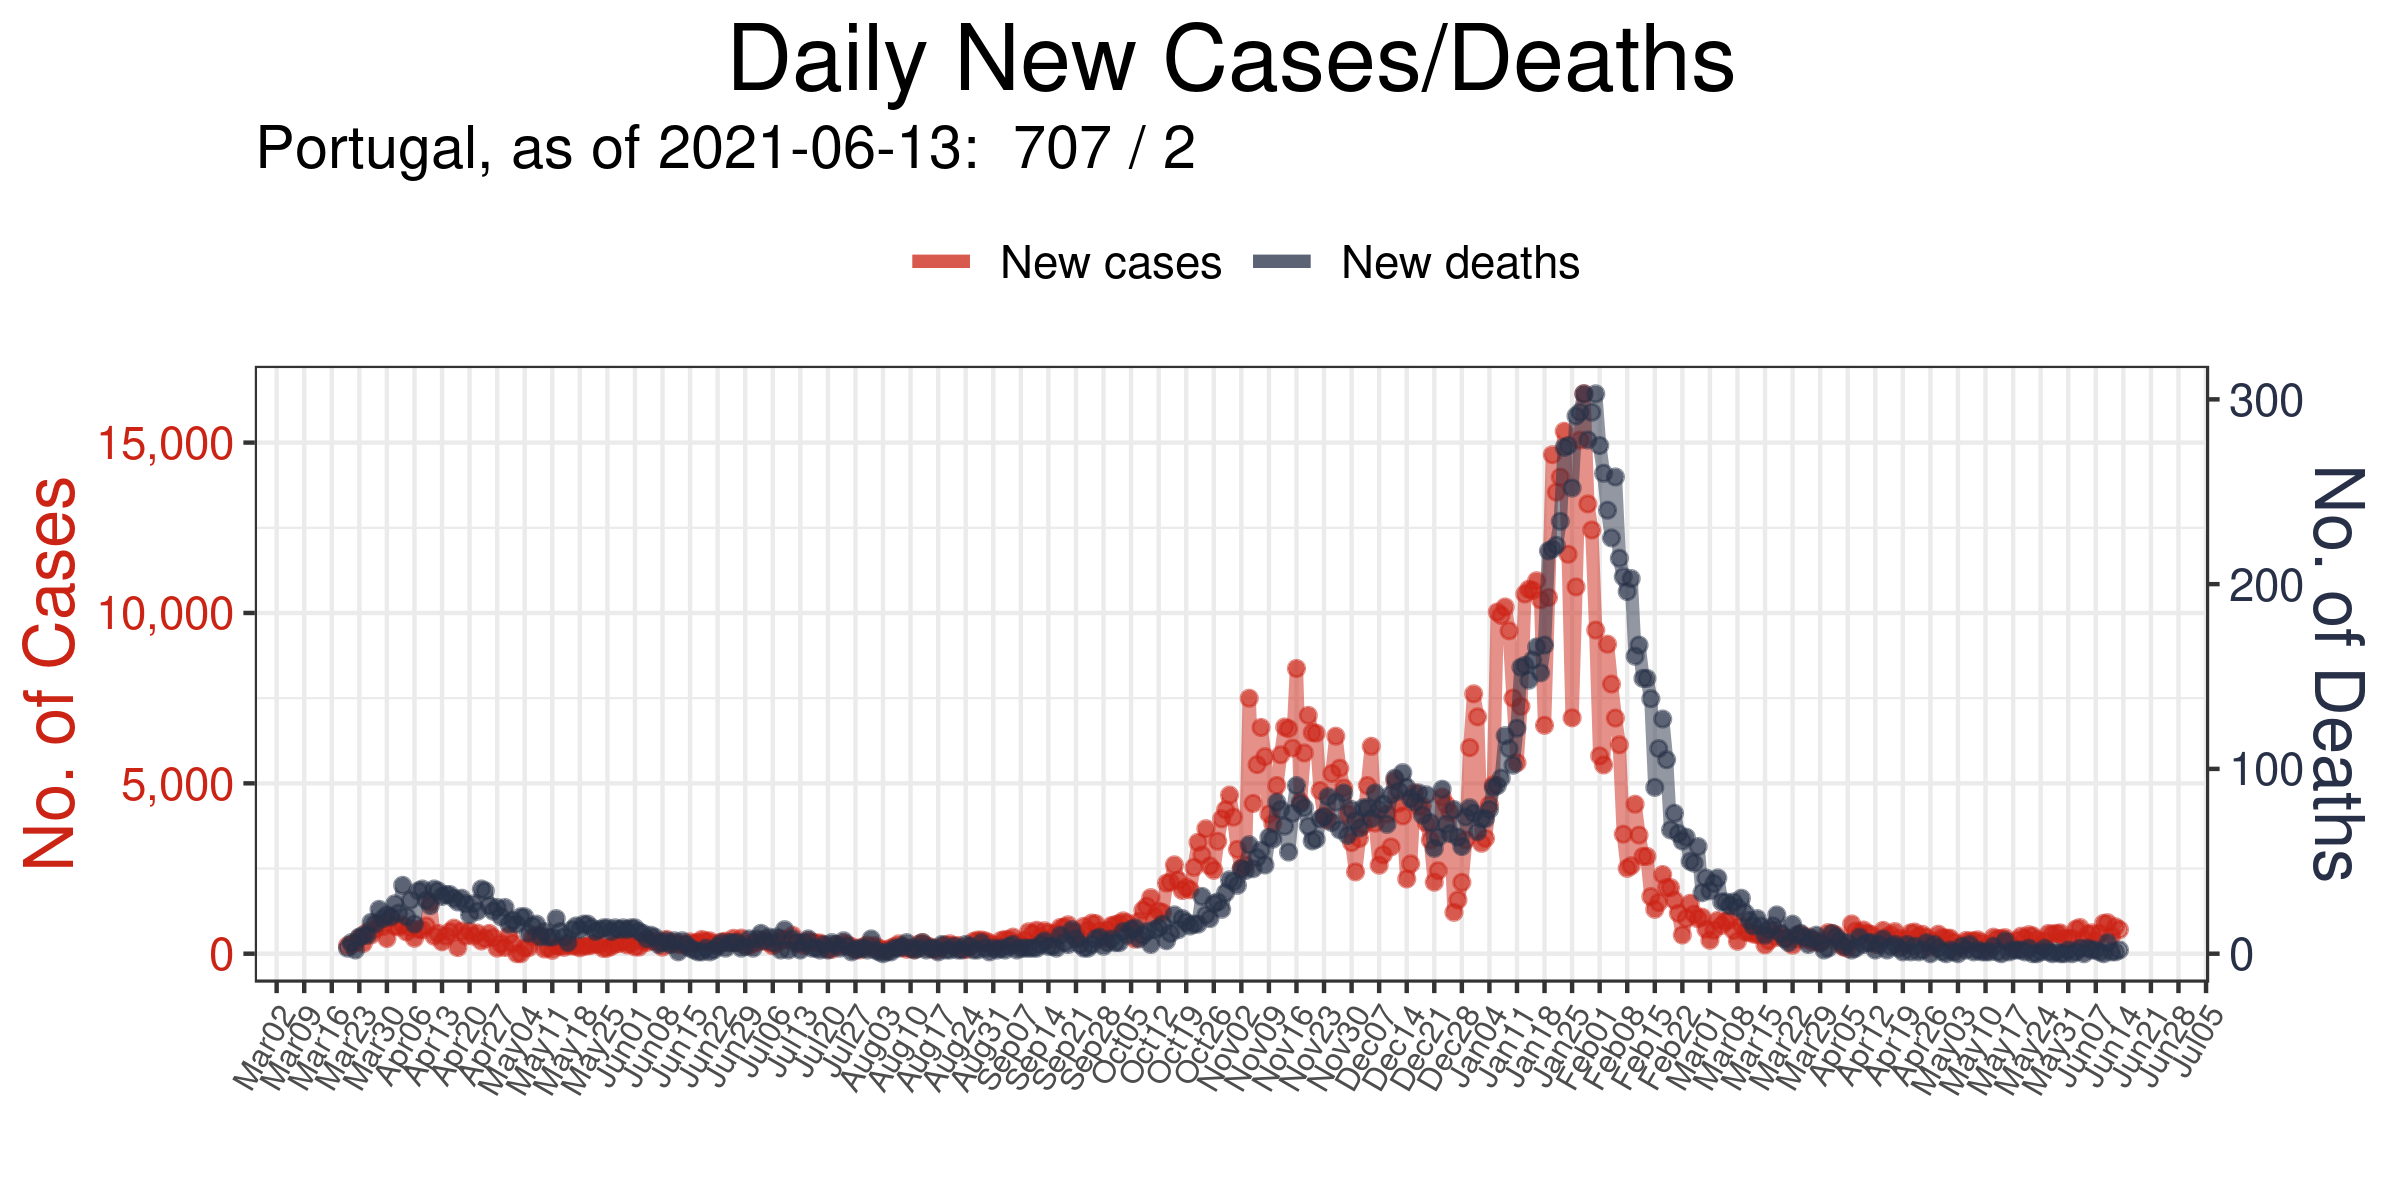 Daily New Cases/Deaths
Portugal, as of 2021-06-13:  707 / 2
New cases New deaths
No. of Cases
15,000
10,000
5,000
0
300
200
100
0
No. of Deaths
Mar02 Mar09 Mar16 Mar23 Mar30 Apr06 Apr13 Apr20 Apr27 May04 May11 May18 May25 Jun01 Jun08 Jun15 Jun22 Jun29 Jul06 Jul13 Jul20 Jul27 Aug03 Aug10 Aug17 Aug24 Aug31 Sep07 Sep14 Sep21 Sep28 Oct05 Oct12 Oct19 Oct26 Nov02 Nov09 Nov16 Nov23 Nov30 Dec07 Dec14 Dec21 Dec28 Jan04 Jan11 Jan18 Jan25 Feb01 Feb08 Feb15 Feb22 Mar01 Mar08 Mar15 Mar22 Mar29 Apr05 Apr12 Apr19 Apr26 May03 May10 May17 May24 May31 Jun07 Jun14 Jun21 Jun28 Jul05